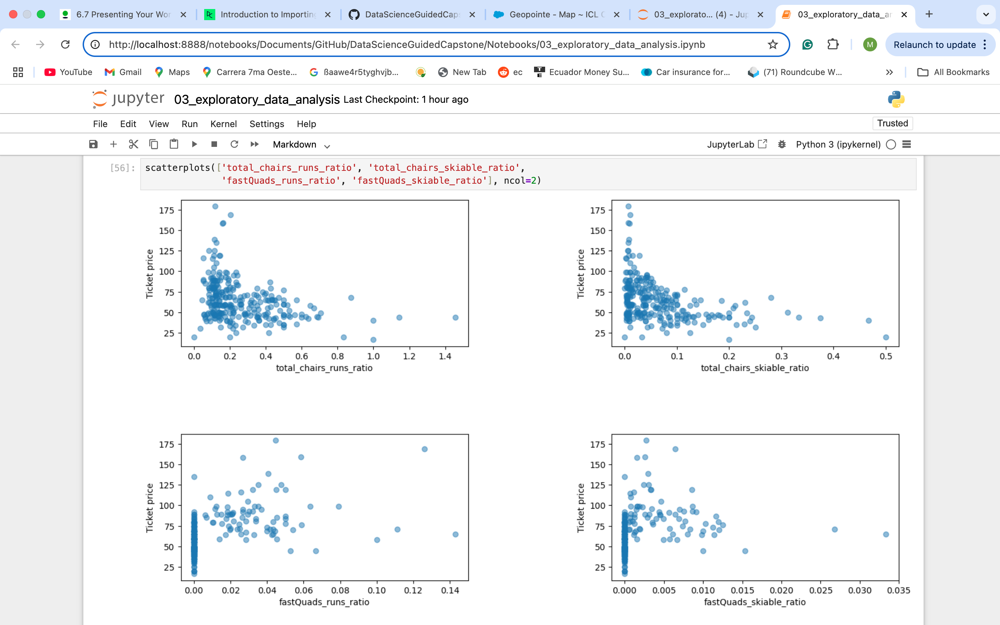 6.7 Presenting Your Wor
Introduction to Importing
DataScienceGuidedCaps
Geopointe - Map ~ ICL C
03_explorato... (4) - Jup
03_exploratory_data_ar
http://localhost:8888/notebooks/Documents/GitHub/DataScienceGuidedCapstone/Notebooks/03_exploratory_data_analysis.ipynb
M
Relaunch to update
YouTube
Gmail
Maps
Carrera 7ma Oeste...
ßaawe4r5tyghvjb...
New Tab
ec
Ecuador Money Su...
Car insurance for...
(71) Roundcube W...
All Bookmarks
jupyter 03_exploratory_data_analysis Last Checkpoint: 1 hour ago
File Edit View Run Kernel Settings Help
Trusted
Markdown
JupyterLab
Python 3 (ipykernel)
[56]: scatterplots(['total_chairs_runs_ratio', 'total_chairs_skiable_ratio',
'fastQuads_runs_ratio', 'fastQuads_skiable_ratio'], ncol=2)
175
150
125
100
75
50
25
Ticket price
0.0 0.2 0.4 0.6 0.8 1.0 1.2 1.4
total_chairs_runs_ratio
175
150
125
100
75
50
25
Ticket price
0.0 0.1 0.2 0.3 0.4 0.5
total_chairs_skiable_ratio
175
150
125
100
75
50
25
Ticket price
0.00 0.02 0.04 0.06 0.08 0.10 0.12 0.14
fastQuads_runs_ratio
175
150
125
100
75
50
25
Ticket price
0.000 0.005 0.010 0.015 0.020 0.025 0.030 0.035
fastQuads_skiable_ratio